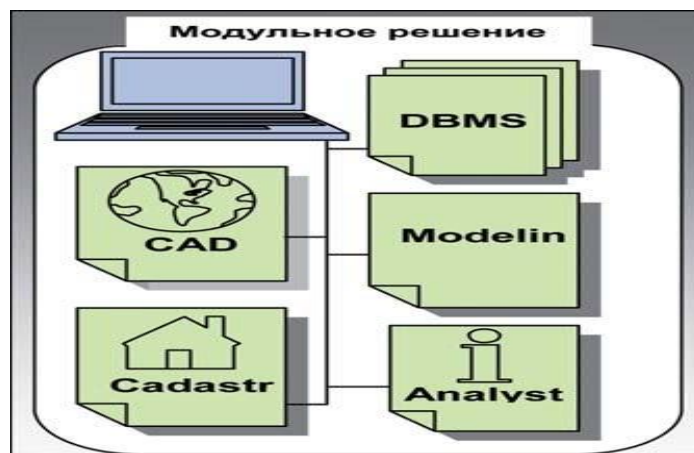 Модульное решение
DBMS
CAD
Modelin
Cadastr
Analyst